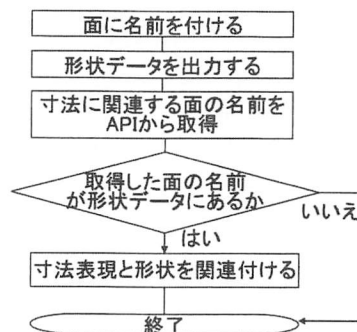 面に名前を付ける
形状データを出力する
寸法に関連する面の名前を
APIから取得
取得した面の名前
が形状データにあるか
いいえ
はい
寸法表現と形状を関連付ける
終了